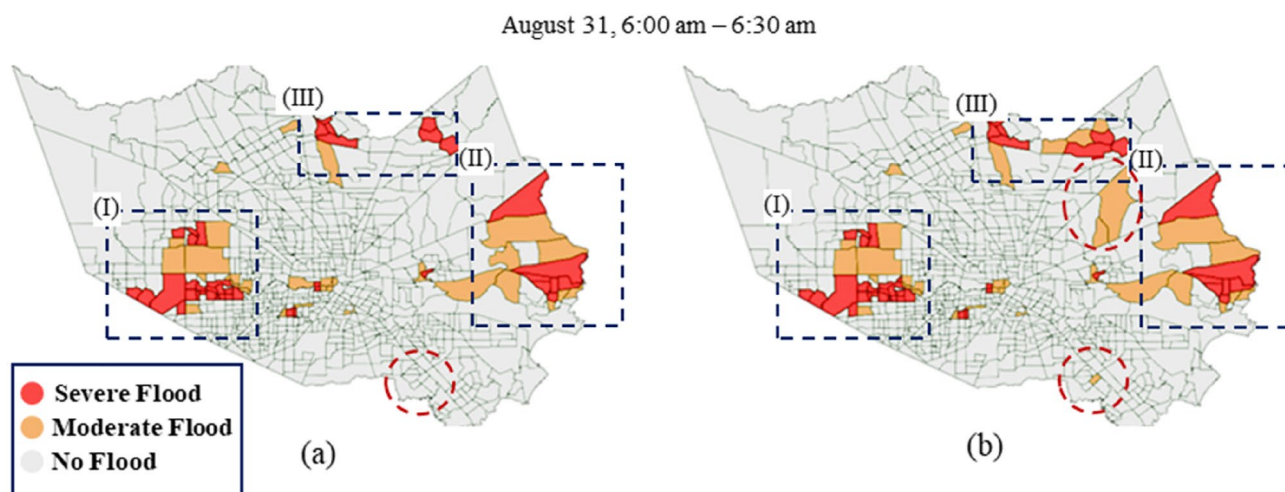 August 31, 6:00 am – 6:30 am
(III)
(II)
(I)
(III)
(II)
(I)
Severe Flood
Moderate Flood
No Flood
(a)
(b)